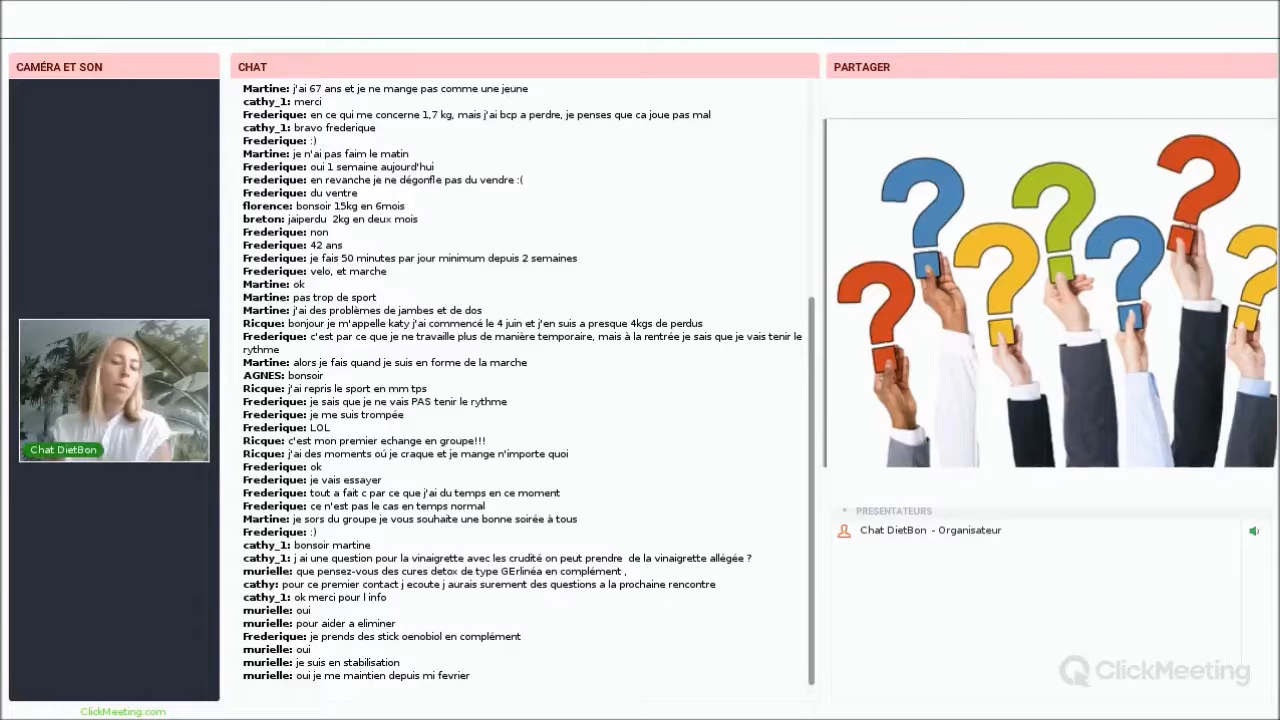 CAMÉRA ET SON
CHAT
PARTAGER
Martine: j'ai 67 ans et je ne mange pas comme une jeune
cathy_1: merci
Frederique: en ce qui me concerne 1,7 kg, mais j'ai bcp a perdre, je penses que ca joue pas mal
cathy_1: bravo frederique
Frederique: :)
Martine: je n'ai pas faim le matin
Frederique: oui 1 semaine aujourd'hui
Frederique: en revanche je ne dégonfle pas du vendre :(
Frederique: du ventre
florence: bonsoir 15kg en 6mois
breton: jaiperdu 2kg en deux mois
Frederique: non
Frederique: 42 ans
Frederique: je fais 50 minutes par jour minimum depuis 2 semaines
Frederique: velo, et marche
Martine: ok
Martine: pas trop de sport
Martine: j'ai des problèmes de jambes et de dos
Ricque: bonjour je m'appelle katy j'ai commencé le 4 juin et j'en suis a presque 4kgs de perdus
Frederique: c'est par ce que je ne travaille plus de manière temporaire, mais à la rentrée je sais que je vais tenir le
rythme
Martine: alors je fais quand je suis en forme de la marche
AGNES: bonsoir
Ricque: j'ai repris le sport en mm tps
Frederique: je sais que je ne vais PAS tenir le rythme
Frederique: je me suis trompée
Frederique: LOL
Ricque: c'est mon premier echange en groupe!!!
Ricque: j'ai des moments oú je craque et je mange n'importe quoi
Frederique: ok
Frederique: je vais essayer
Frederique: tout a fait c par ce que j'ai du temps en ce moment
Frederique: ce n'est pas le cas en temps normal
Martine: je sors du groupe je vous souhaite une bonne soirée à tous
Frederique: :)
cathy_1: bonsoir martine
cathy_1: j ai une question pour la vinaigrette avec les crudité on peut prendre de la vinaigrette allégée ?
murielle: que pensez-vous des cures detox de type GErlinéa en complément ,
cathy: pour ce premier contact j ecoute j aurais surement des questions a la prochaine rencontre
cathy_1: ok merci pour l info
murielle: oui
murielle: pour aider a eliminer
Frederique: je prends des stick oenobiol en complément
murielle: oui
murielle: je suis en stabilisation
murielle: oui je me maintien depuis mi fevrier
Chat DietBon
PRESENTATEURS
Chat DietBon - Organisateur
ClickMeeting
ClickMeeting.com